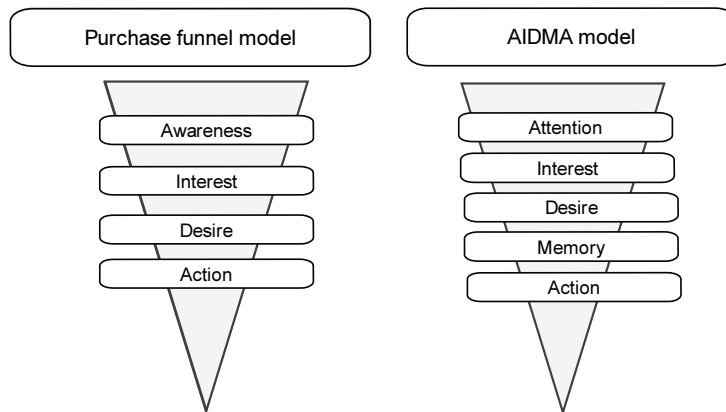 Purchase funnel model
Awareness
Interest
Desire
Action
AIDMA model
Attention
Interest
Desire
Memory
Action